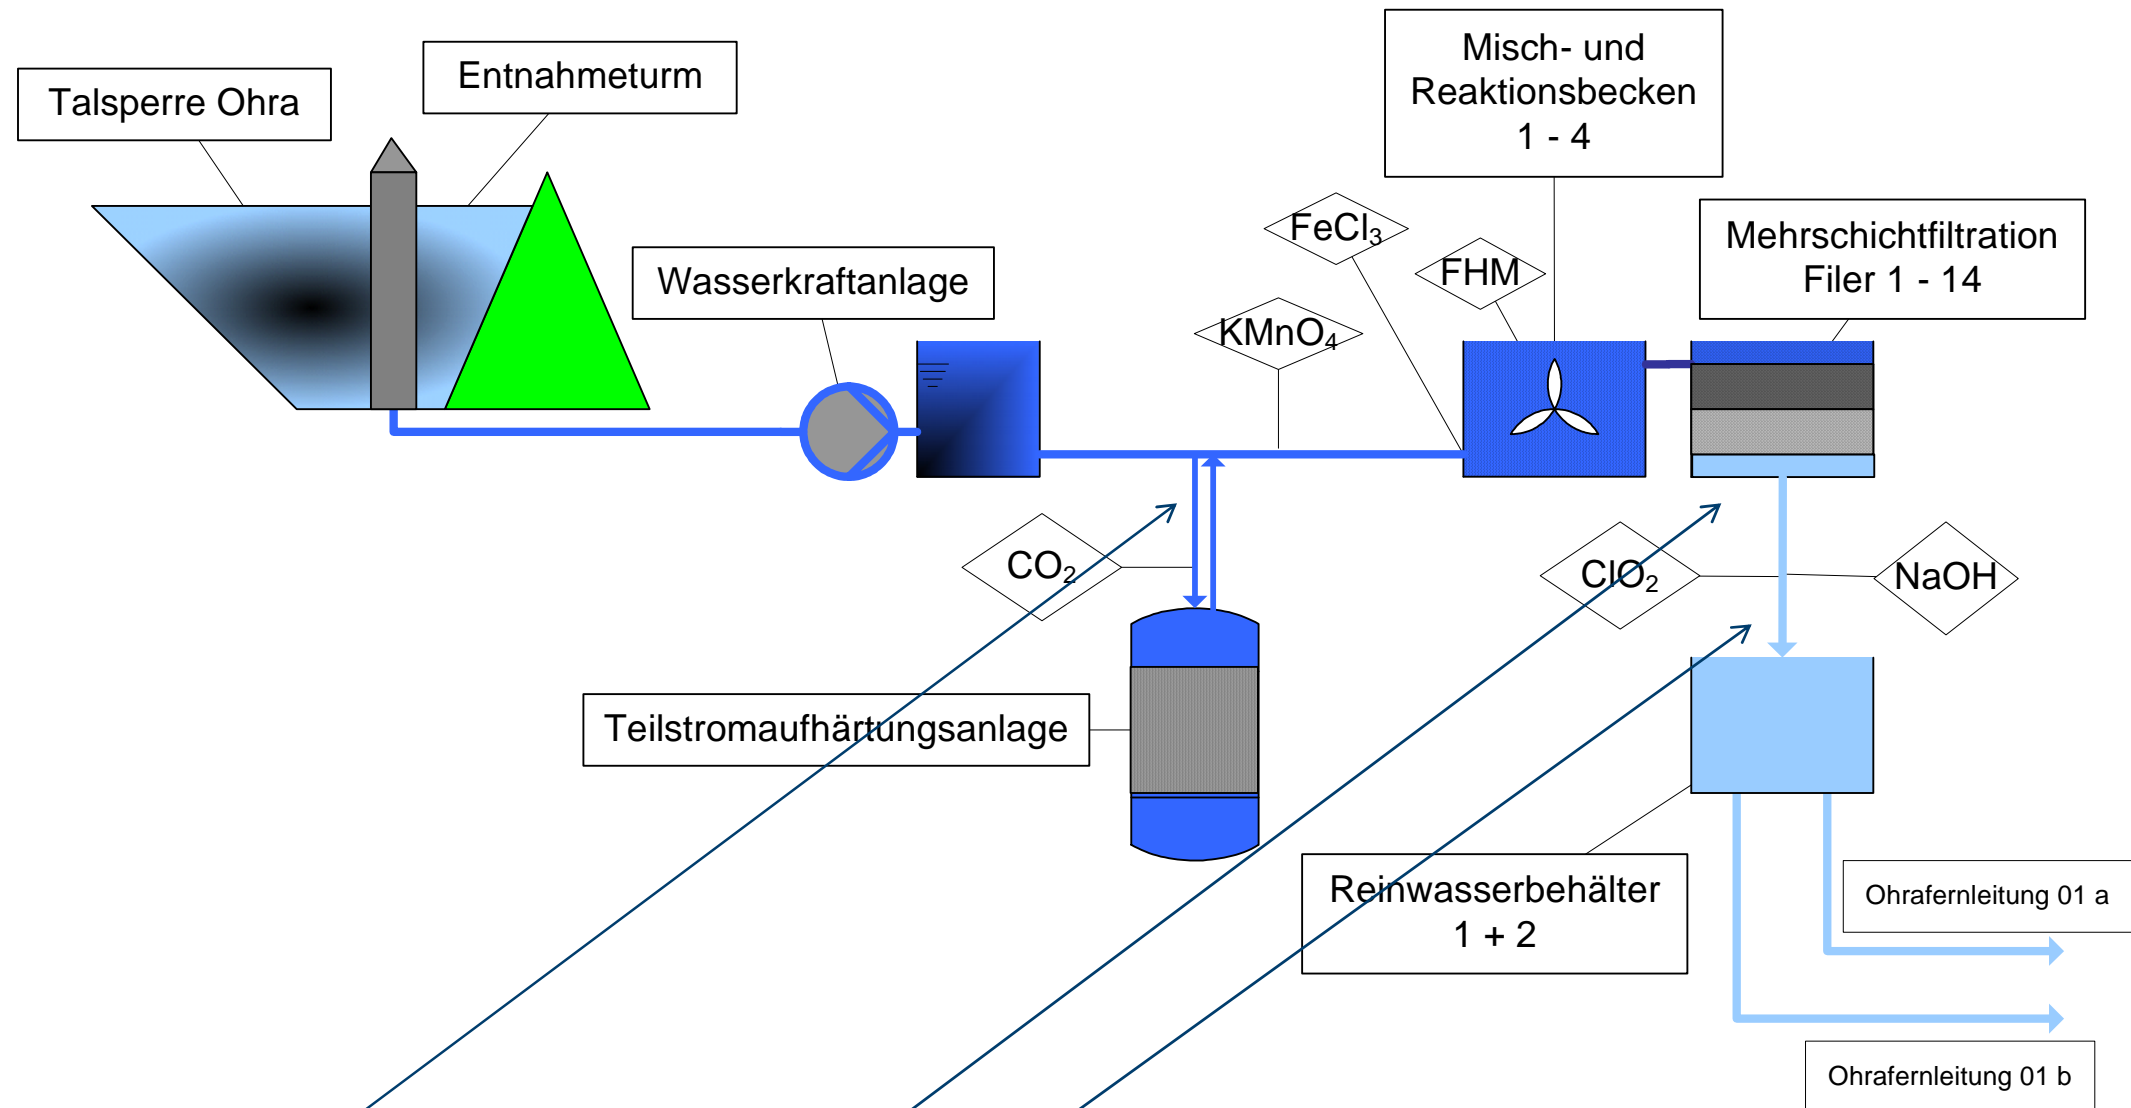 Talsperre Ohra
Entnahmeturm
Misch- und
Reaktionsbecken
1 - 4
FeCl₃
FHM
Mehrschichtfiltration
Filer 1 - 14
Wasserkraftanlage
KMnO₄
CO₂
ClO₂
NaOH
Teilstromaufhärtungsanlage
Reinwasserbehälter
1 + 2
Ohrafernleitung 01 a
Ohrafernleitung 01 b